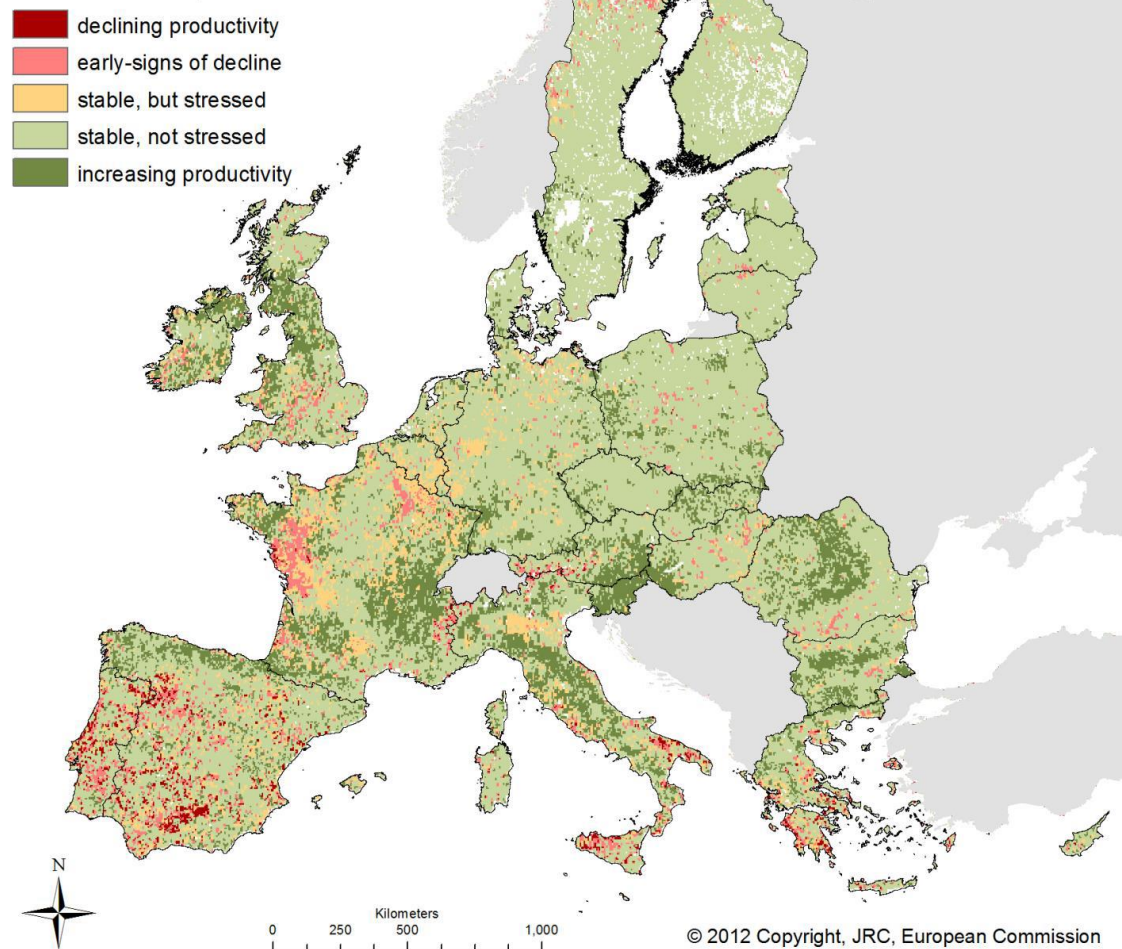 declining productivity
early-signs of decline
stable, but stressed
stable, not stressed
increasing productivity
N
Kilometers
0 250 500 1,000
© 2012 Copyright, JRC, European Commission